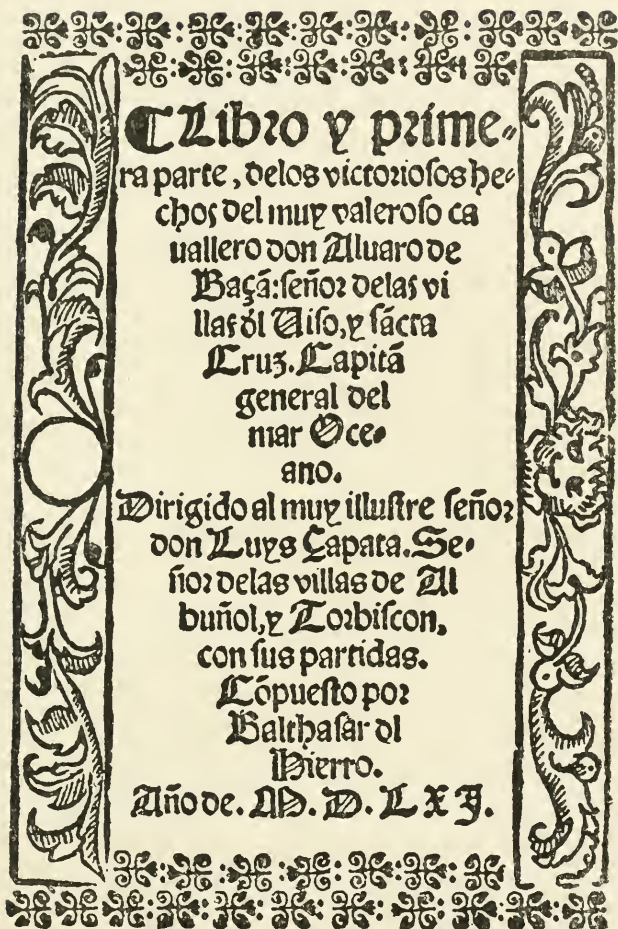 ¶ Libro y prime-
ra parte, delos victoriosos he-
chos del muy valeroso ca
uallero don Aluaro de
Baçã: señor delas vi
llas ďl Uiso, y sãcta
Cruz. Capitã
general del
mar Oce-
ano.
Dirigido al muy illustre señor
don Luys Çapata. Se-
ñor delas villas de Al
buñol, y Torbiscon,
con sus partidas.
Cõpuesto por
Balthasar dl
Hierro.
Año de. M. D. L X J.